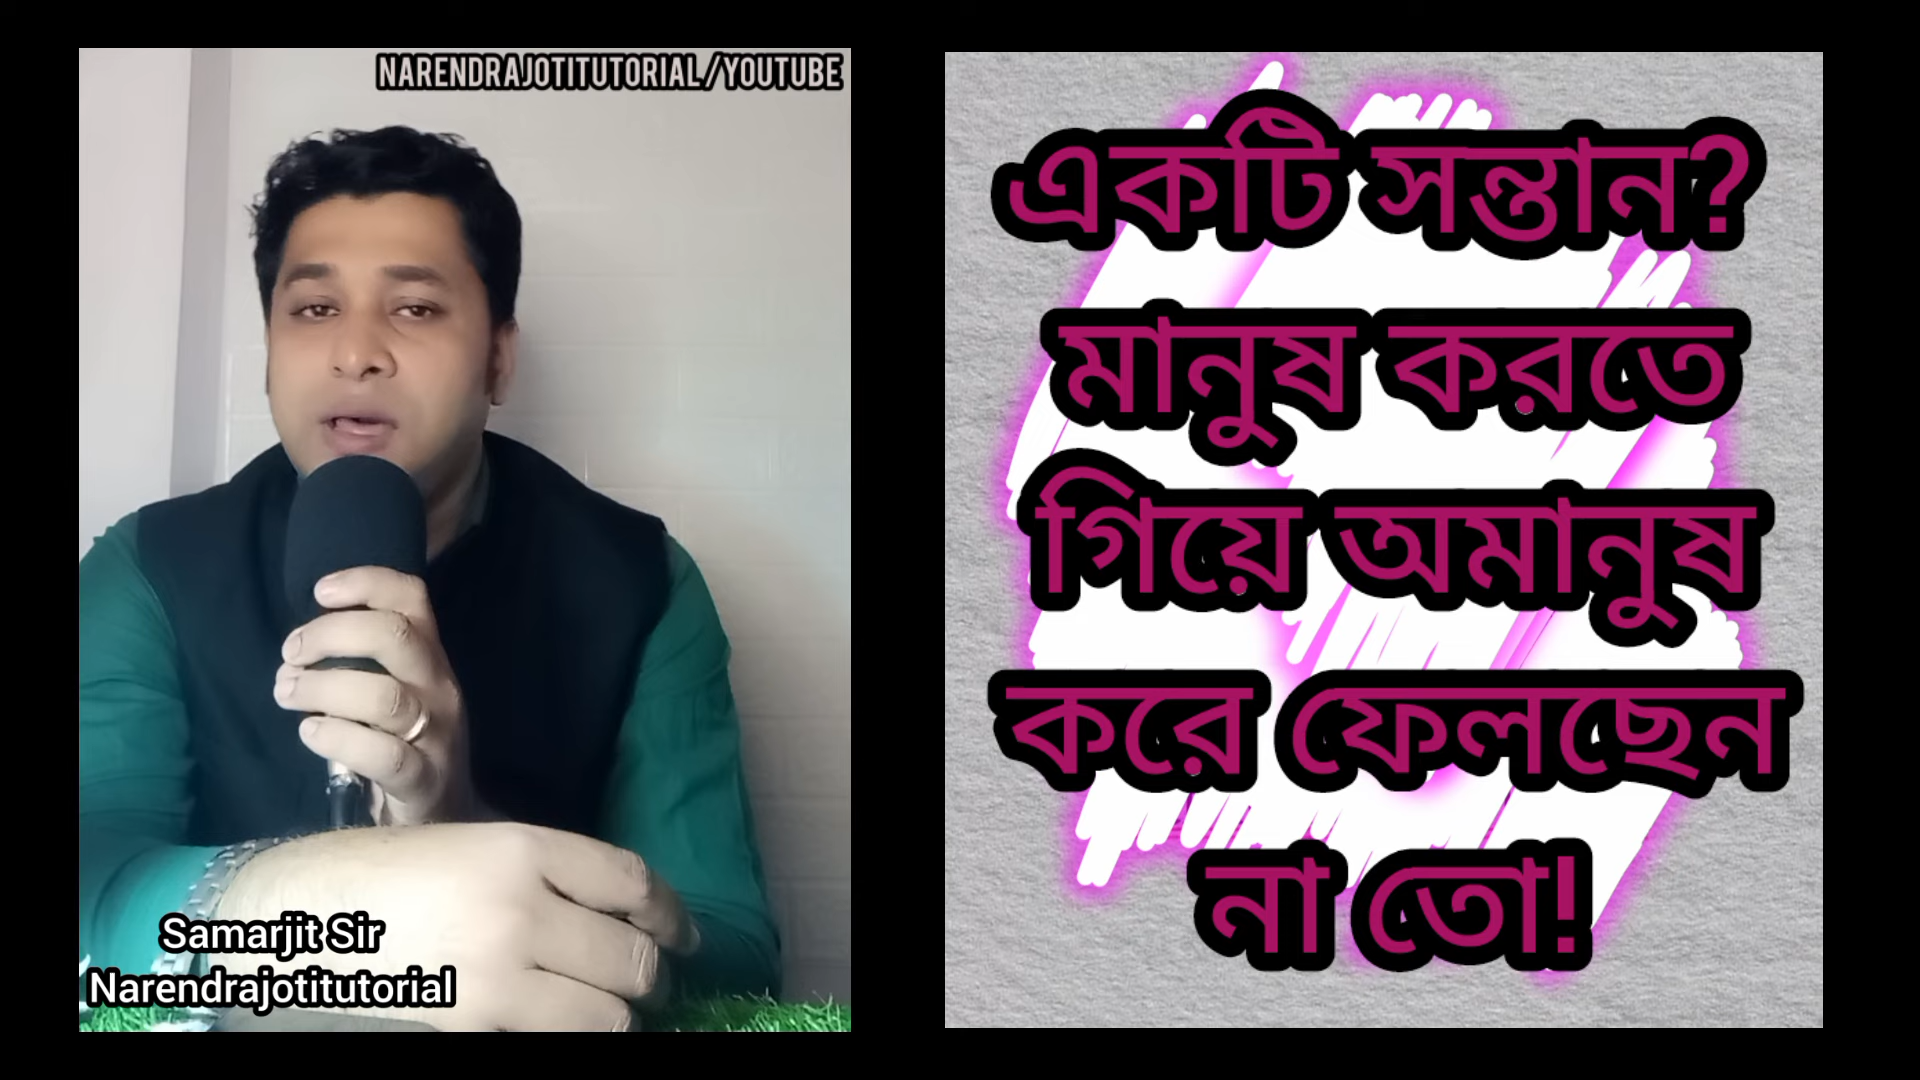 NARENDRAJOTITUTORIAL/YOUTUBE
Samarjit Sir
Narendrajotitutorial
একটি সন্তান?
মানুষ করতে
গিয়ে অমানুষ
করে ফেলছেন
না তো!